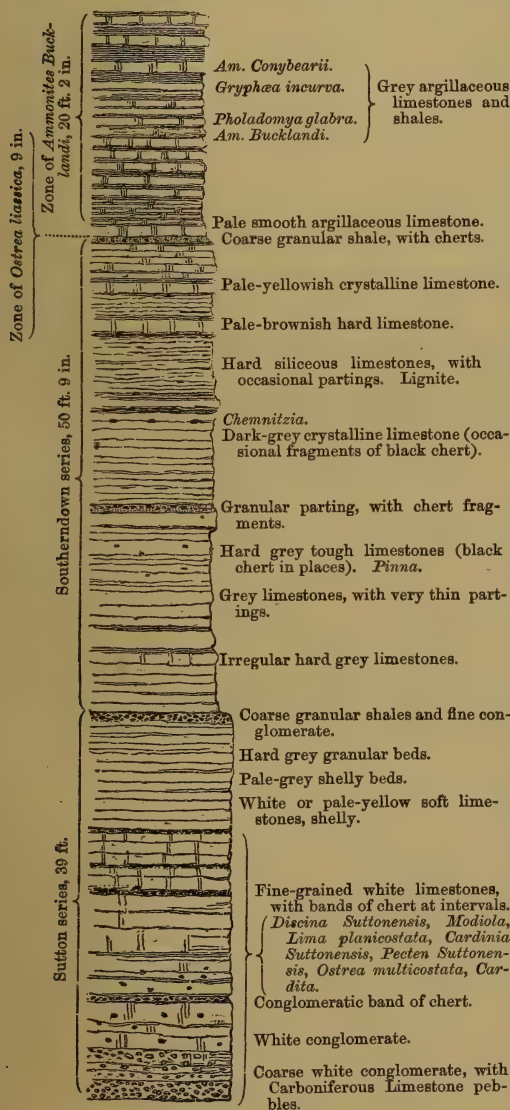 Zone of Ostrea liassica, 9 in.
Zone of Ammonites Buck-
landi, 20 ft. 2 in.
Am. Conybearii.
Gryphæa incurva.
Pholadomya glabra.
Am. Bucklandi.
Grey argillaceous
limestones and
shales.
Pale smooth argillaceous limestone.
Coarse granular shale, with cherts.
Southerndown series, 50 ft. 9 in.
Pale-yellowish crystalline limestone.
Pale-brownish hard limestone.
Hard siliceous limestones, with
occasional partings. Lignite.
Chemnitzia.
Dark-grey crystalline limestone (occa-
sional fragments of black chert).
Granular parting, with chert frag-
ments.
Hard grey tough limestones (black
chert in places). Pinna.
Grey limestones, with very thin part-
ings.
Irregular hard grey limestones.
Sutton series, 39 ft.
Coarse granular shales and fine con-
glomerate.
Hard grey granular beds.
Pale-grey shelly beds.
White or pale-yellow soft lime-
stones, shelly.
Fine-grained white limestones,
with bands of chert at intervals.
Discina Suttonensis, Modiola,
Lima planicostata, Cardinia
Suttonensis, Pecten Suttonen-
sis, Ostrea multicostata, Car-
dita.
Conglomeratic band of chert.
White conglomerate.
Coarse white conglomerate, with
Carboniferous Limestone peb-
bles.